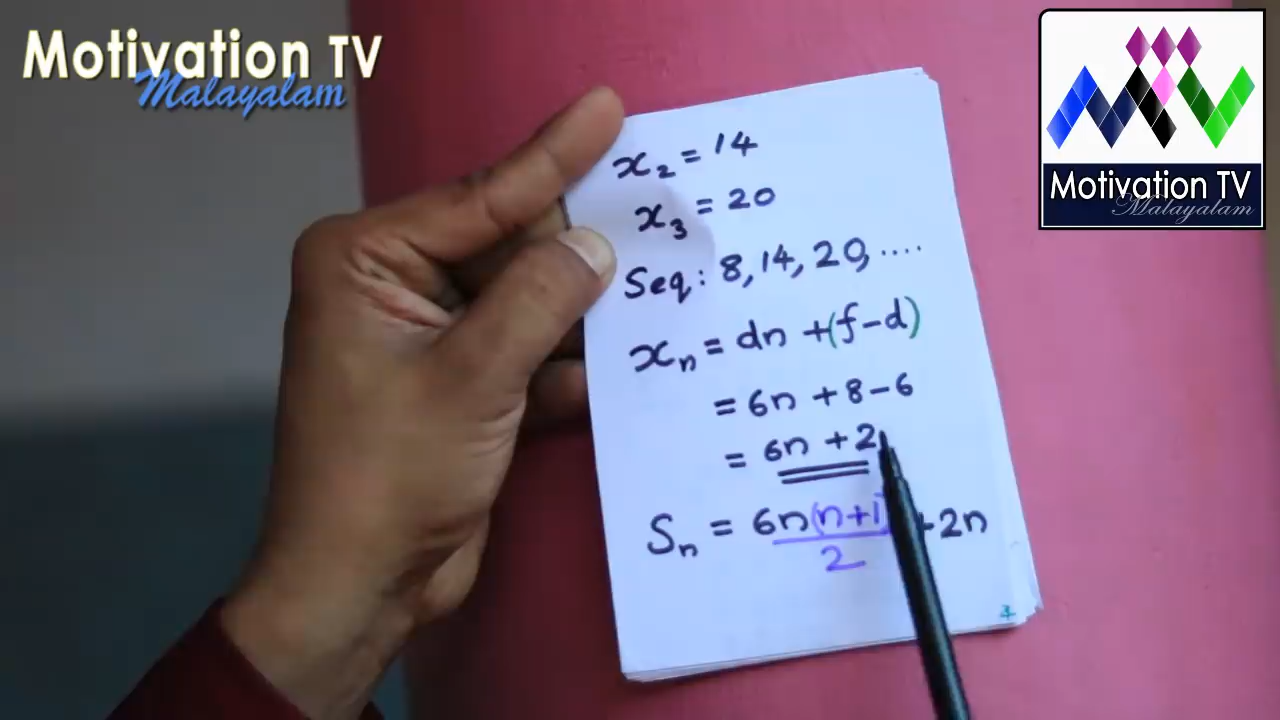 Motivation TV
Malayalam
Motivation TV
Malayalam
x₂ = 14
x₃ = 20
Seq: 8, 14, 20, ....
xₙ = dn + (f - d)
= 6n + 8 - 6
= 6n + 2
Sₙ = 6n(n+1)/2 + 2n